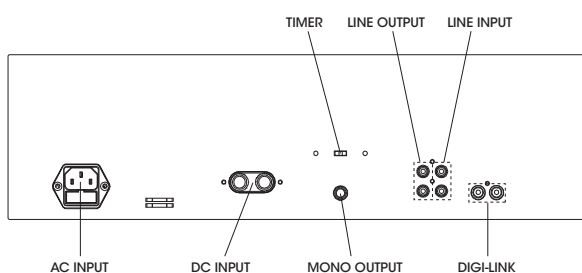 TIMER LINE OUTPUT LINE INPUT
AC INPUT DC INPUT MONO OUTPUT DIGI-LINK